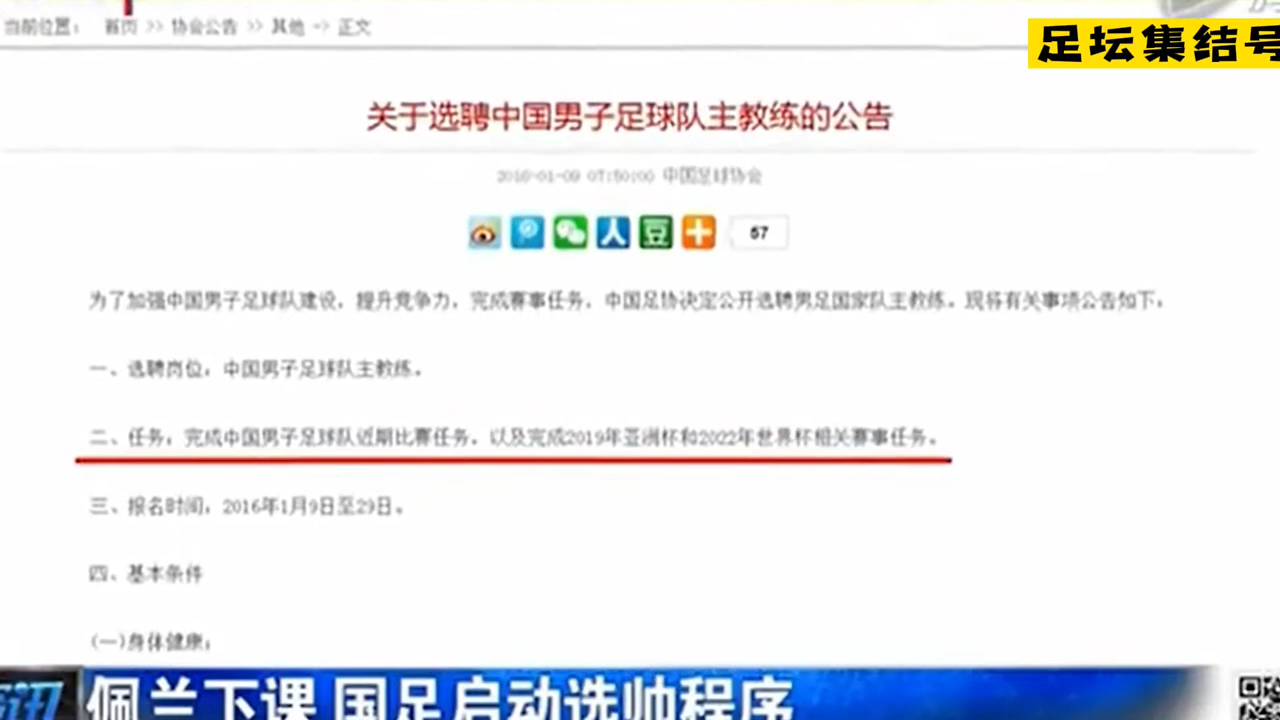 当前位置： 首页 >> 协会公告 >> 其他 -> 正文
足坛集结号
关于选聘中国男子足球队主教练的公告
2016-01-09 07:50:00 中国足球协会
人 豆 67
为了加强中国男子足球队建设，提升竞争力，完成赛事任务，中国足协决定公开选聘男足国家队主教练。现将有关事项公告如下：
一、选聘岗位：中国男子足球队主教练。
二、任务：完成中国男子足球队近期比赛任务，以及完成2019年亚洲杯和2022年世界杯相关赛事任务。
三、报名时间：2016年1月9日至29日。
四、基本条件
(一)身体健康；
讯 佩兰下课 国足启动选帅程序